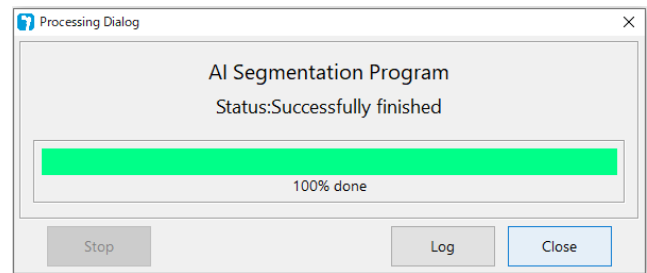 Processing Dialog
AI Segmentation Program
Status:Successfully finished
100% done
Stop
Log
Close